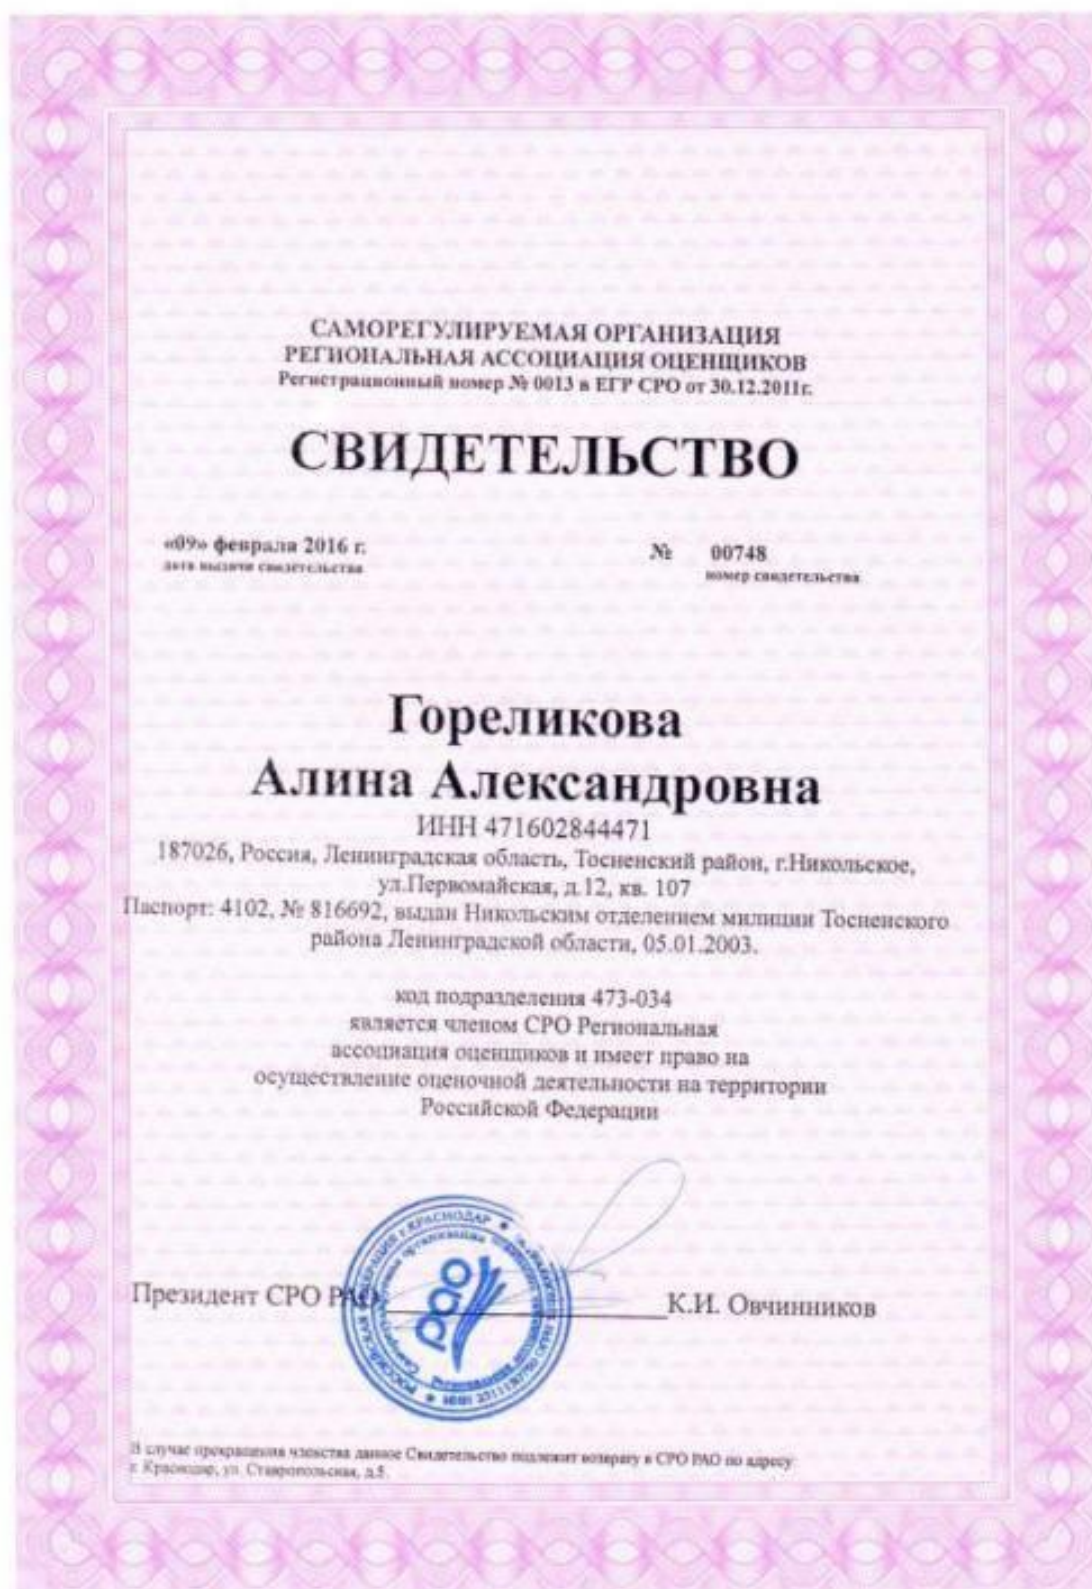 САМОРЕГУЛИРУЕМАЯ ОРГАНИЗАЦИЯ
РЕГИОНАЛЬНАЯ АССОЦИАЦИЯ ОЦЕНЩИКОВ
Регистрационный номер № 0013 в ЕГР СРО от 30.12.2011г.
СВИДЕТЕЛЬСТВО
«09» февраля 2016 г.
дата выдачи свидетельства
№ 00748
номер свидетельства
Гореликова
Алина Александровна
ИНН 471602844471
187026, Россия, Ленинградская область, Тосненский район, г.Никольское,
ул.Первомайская, д.12, кв. 107
Паспорт: 4102, № 816692, выдан Никольским отделением милиции Тосненского
района Ленинградской области, 05.01.2003.
код подразделения 473-034
является членом СРО Региональная
ассоциация оценщиков и имеет право на
осуществление оценочной деятельности на территории
Российской Федерации
Президент СРО РАО
К.И. Овчинников
РОССИЙСКАЯ ФЕДЕРАЦИЯ г.КРАСНОДАР
рао
В случае прекращения членства данное Свидетельство подлежит возврату в СРО РАО по адресу:
г. Краснодар, ул. Ставропольская, д.5.